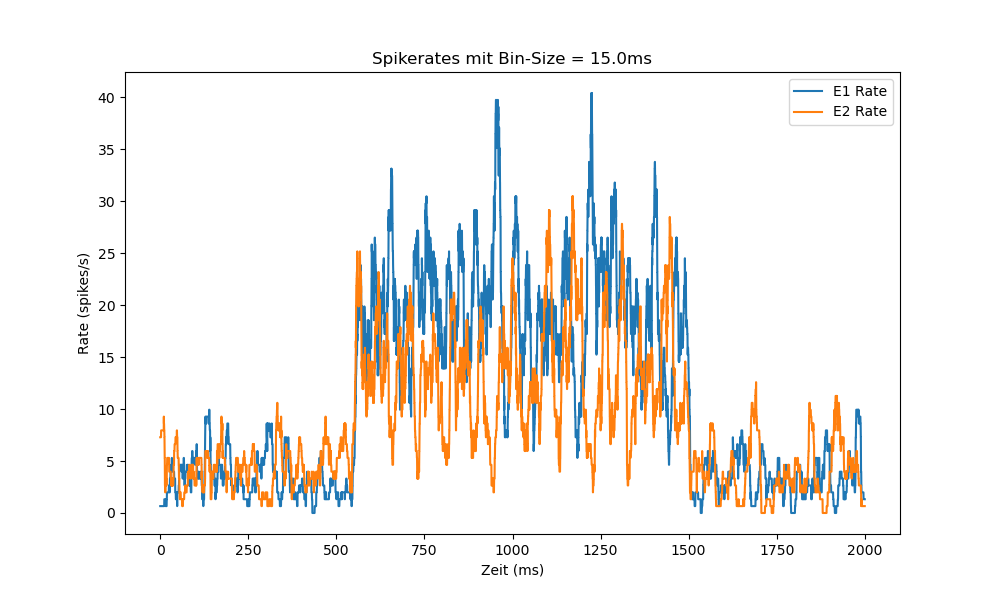 Spikerates mit Bin-Size = 15.0ms
E1 Rate
E2 Rate
Rate (spikes/s)
40
35
30
25
20
15
10
5
0
0 250 500 750 1000 1250 1500 1750 2000
Zeit (ms)